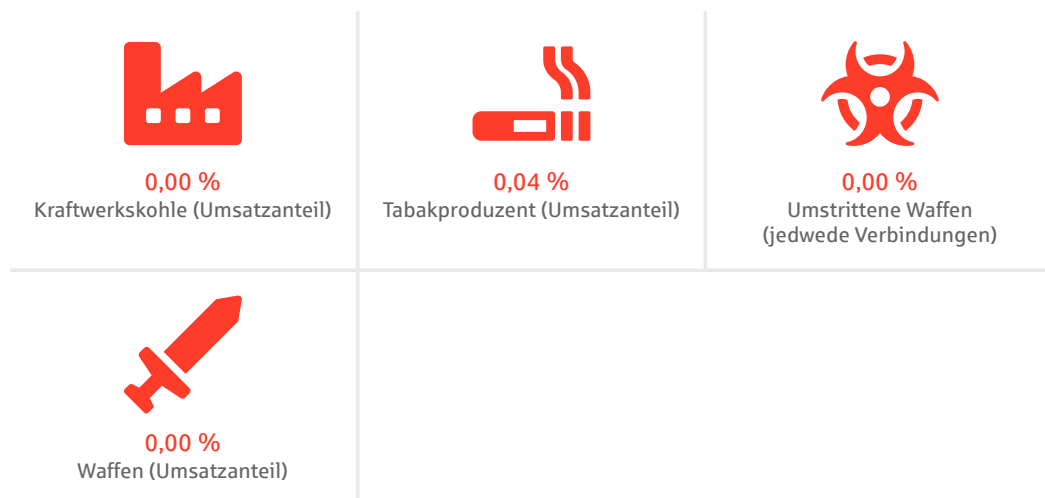 0,00 %
Kraftwerkskohle (Umsatzanteil)
0,04 %
Tabakproduzent (Umsatzanteil)
0,00 %
Umstrittene Waffen
(jedwede Verbindungen)
0,00 %
Waffen (Umsatzanteil)